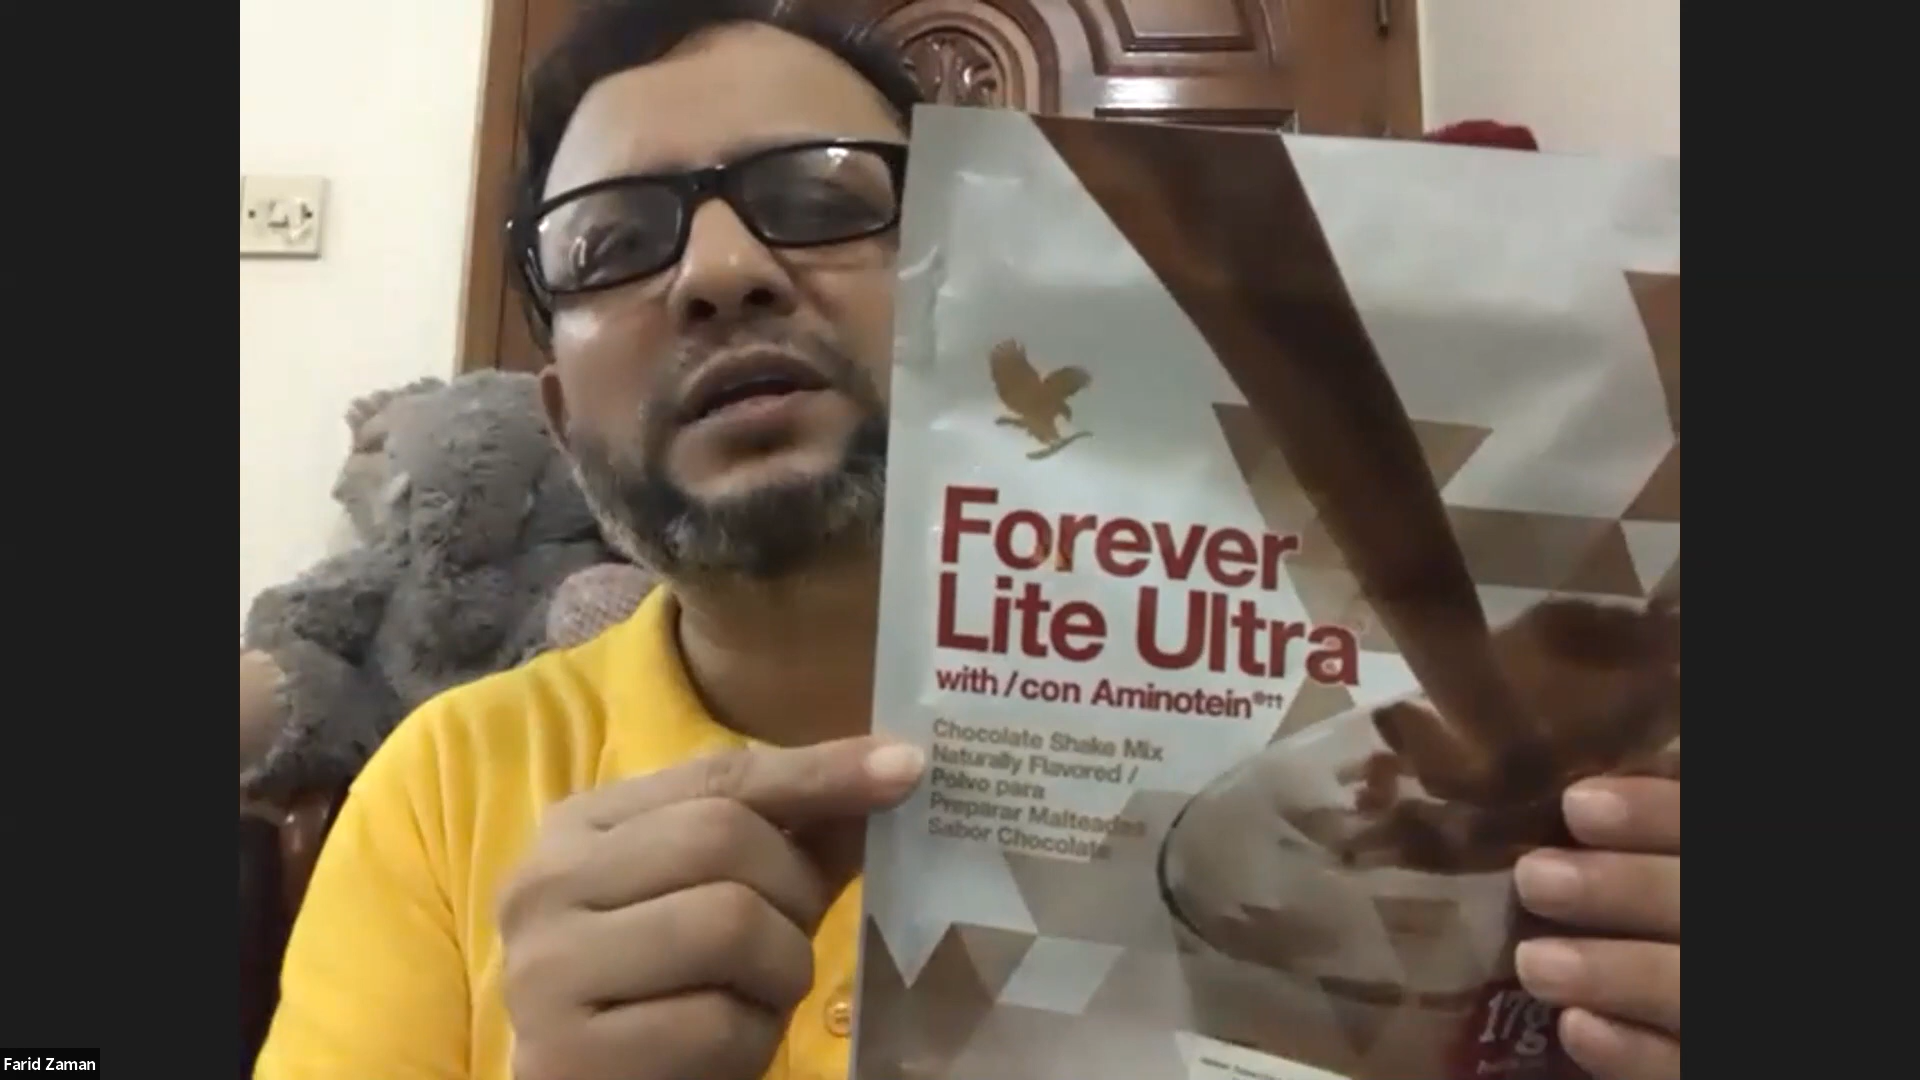 Forever
Lite Ultra
with / con Aminotein®††
Chocolate Shake Mix
Naturally Flavored /
Polvo para
Preparar Malteadas
Sabor Chocolate
17g
Farid Zaman